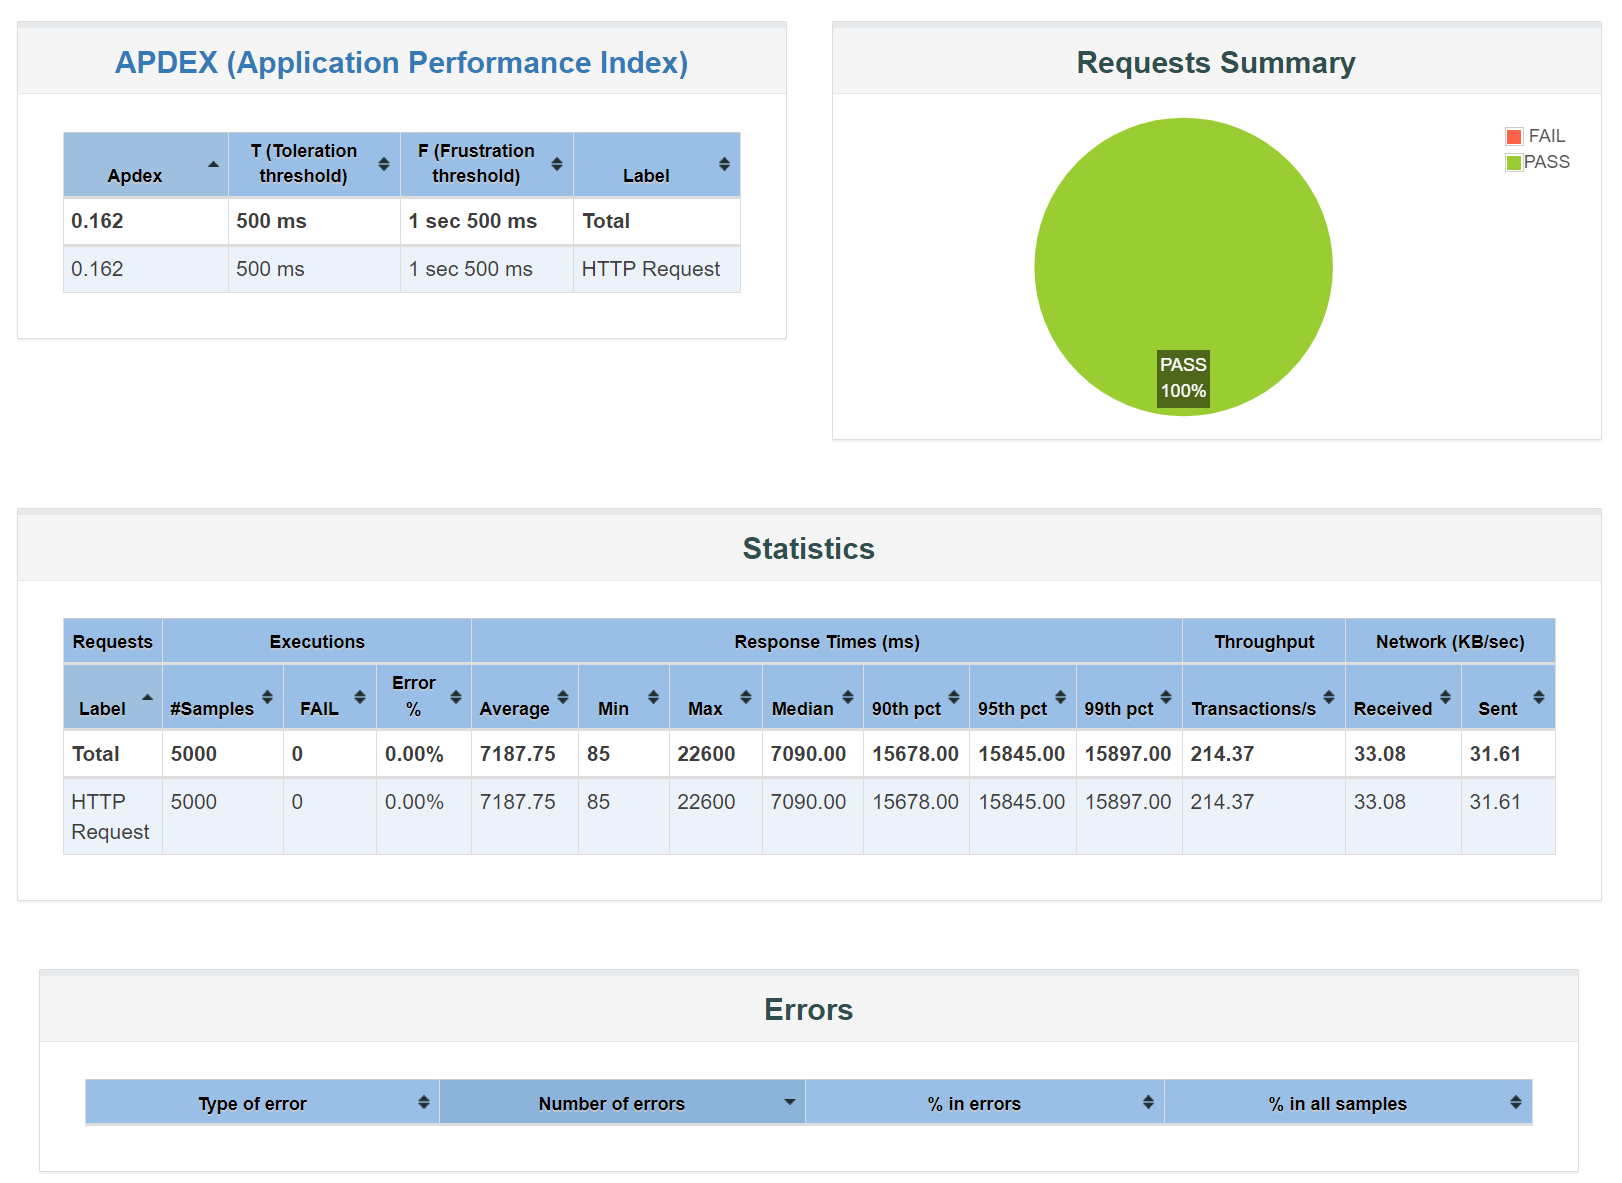 APDEX (Application Performance Index)
Apdex T (Toleration threshold) F (Frustration threshold) Label
0.162 500 ms 1 sec 500 ms Total
0.162 500 ms 1 sec 500 ms HTTP Request
Requests Summary
FAIL
PASS
PASS
100%
Statistics
Requests Executions Response Times (ms) Throughput Network (KB/sec)
Label #Samples FAIL Error % Average Min Max Median 90th pct 95th pct 99th pct Transactions/s Received Sent
Total 5000 0 0.00% 7187.75 85 22600 7090.00 15678.00 15845.00 15897.00 214.37 33.08 31.61
HTTP Request 5000 0 0.00% 7187.75 85 22600 7090.00 15678.00 15845.00 15897.00 214.37 33.08 31.61
Errors
Type of error Number of errors % in errors % in all samples